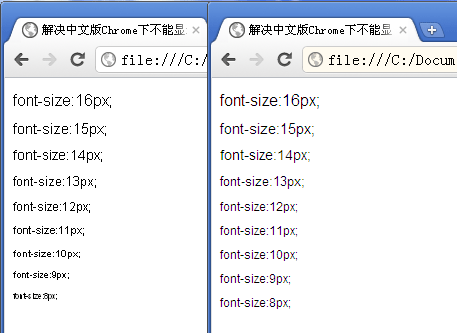 解决中文版Chrome下不能显
file:///C:/
font-size:16px;
font-size:15px;
font-size:14px;
font-size:13px;
font-size:12px;
font-size:11px;
font-size:10px;
font-size:9px;
font-size:8px;
解决中文版Chrome下不能显
file:///C:/Docum
font-size:16px;
font-size:15px;
font-size:14px;
font-size:13px;
font-size:12px;
font-size:11px;
font-size:10px;
font-size:9px;
font-size:8px;